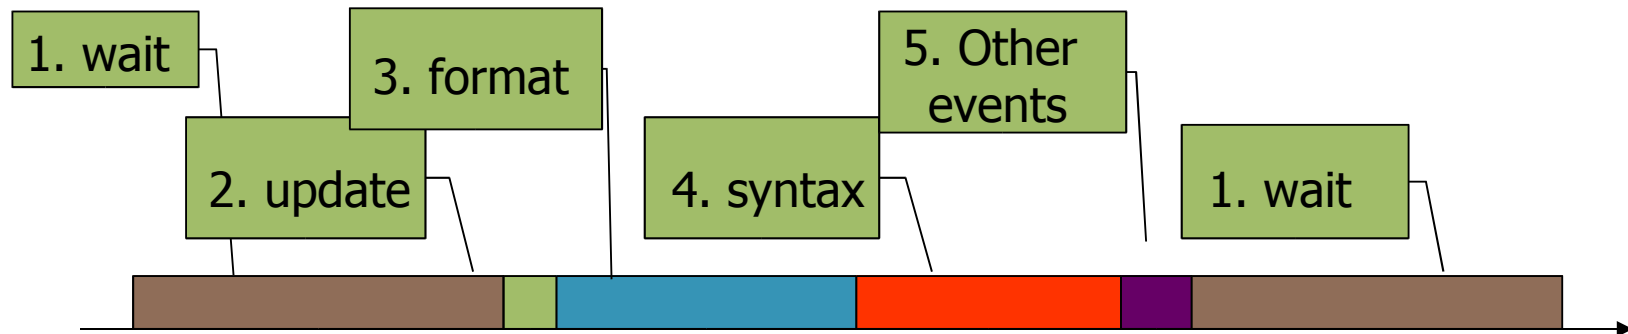 1. wait
2. update
3. format
4. syntax
5. Other
events
1. wait